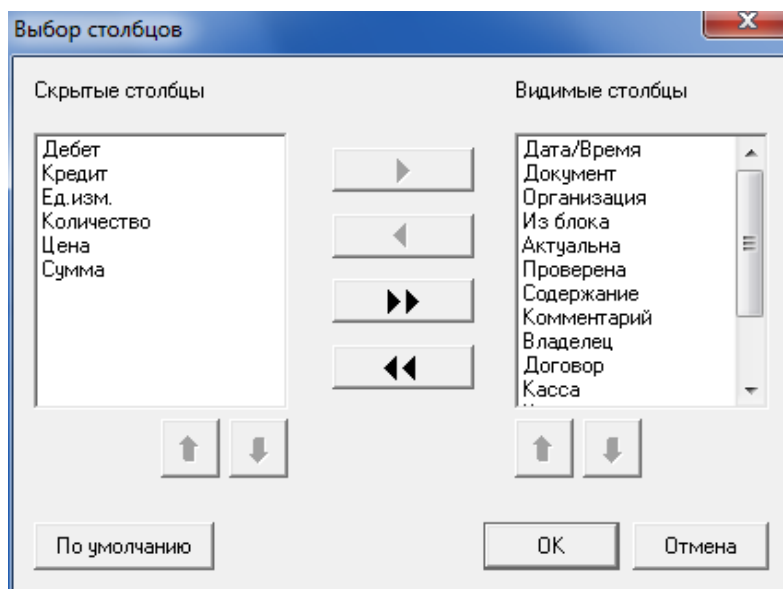 Выбор столбцов
Скрытые столбцы
Видимые столбцы
Дебет
Кредит
Ед.изм.
Количество
Цена
Сумма
Дата/Время
Документ
Организация
Из блока
Актуальна
Проверена
Содержание
Комментарий
Владелец
Договор
Касса
По умолчанию
OK
Отмена